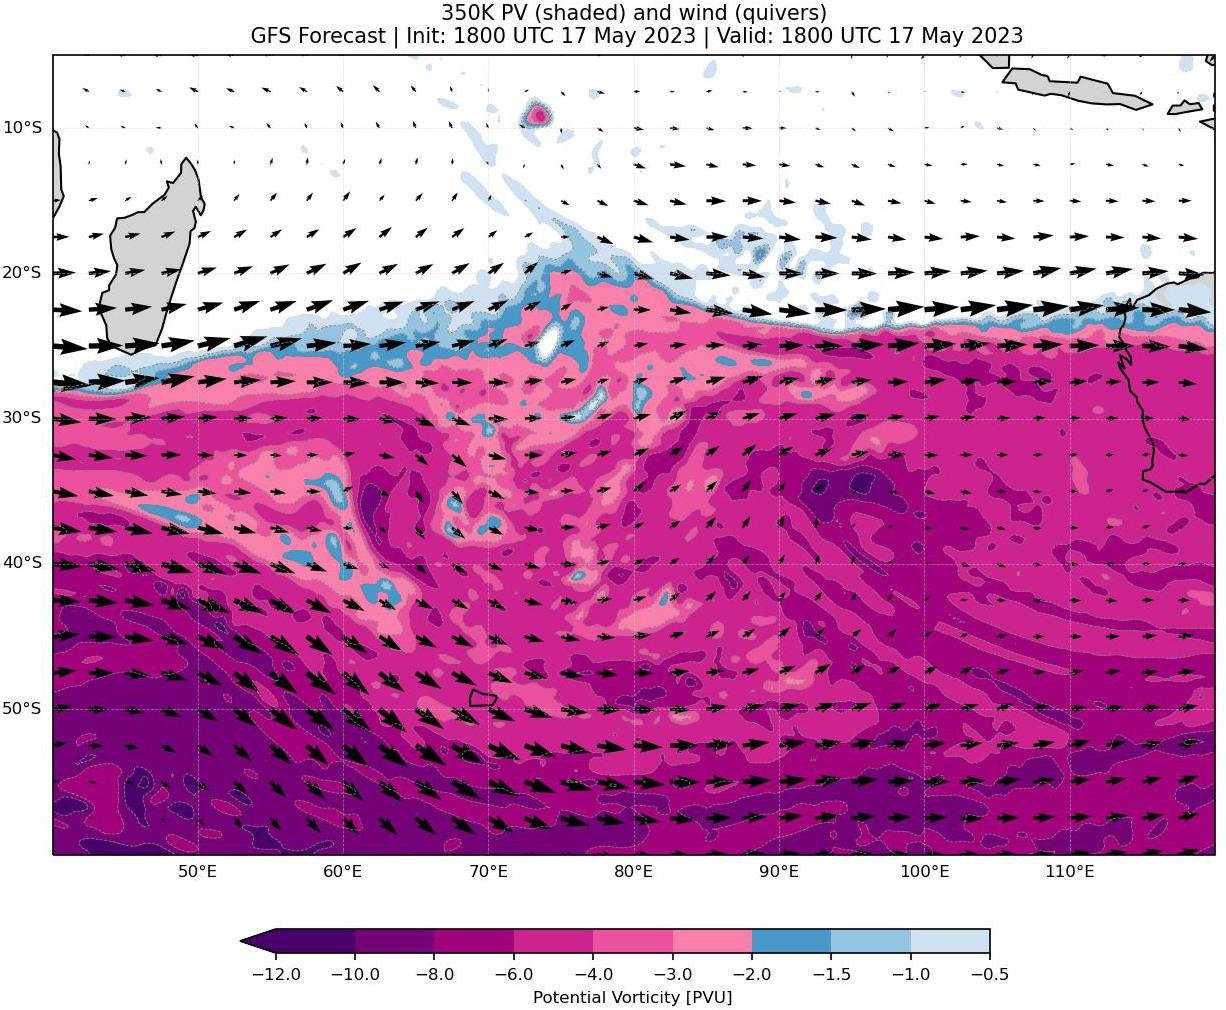 350K PV (shaded) and wind (quivers)
GFS Forecast | Init: 1800 UTC 17 May 2023 | Valid: 1800 UTC 17 May 2023
10°S
20°S
30°S
40°S
50°S
50°E 60°E 70°E 80°E 90°E 100°E 110°E
−12.0 −10.0 −8.0 −6.0 −4.0 −3.0 −2.0 −1.5 −1.0 −0.5
Potential Vorticity [PVU]